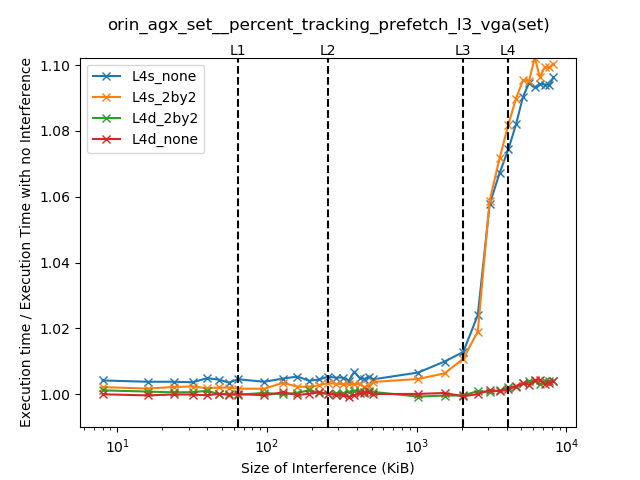 orin_agx_set__percent_tracking_prefetch_l3_vga(set)
L1 L2 L3 L4
L4s_none
L4s_2by2
L4d_2by2
L4d_none
Execution time / Execution Time with no Interference
1.10
1.08
1.06
1.04
1.02
1.00
10¹ 10² 10³ 10⁴
Size of Interference (KiB)